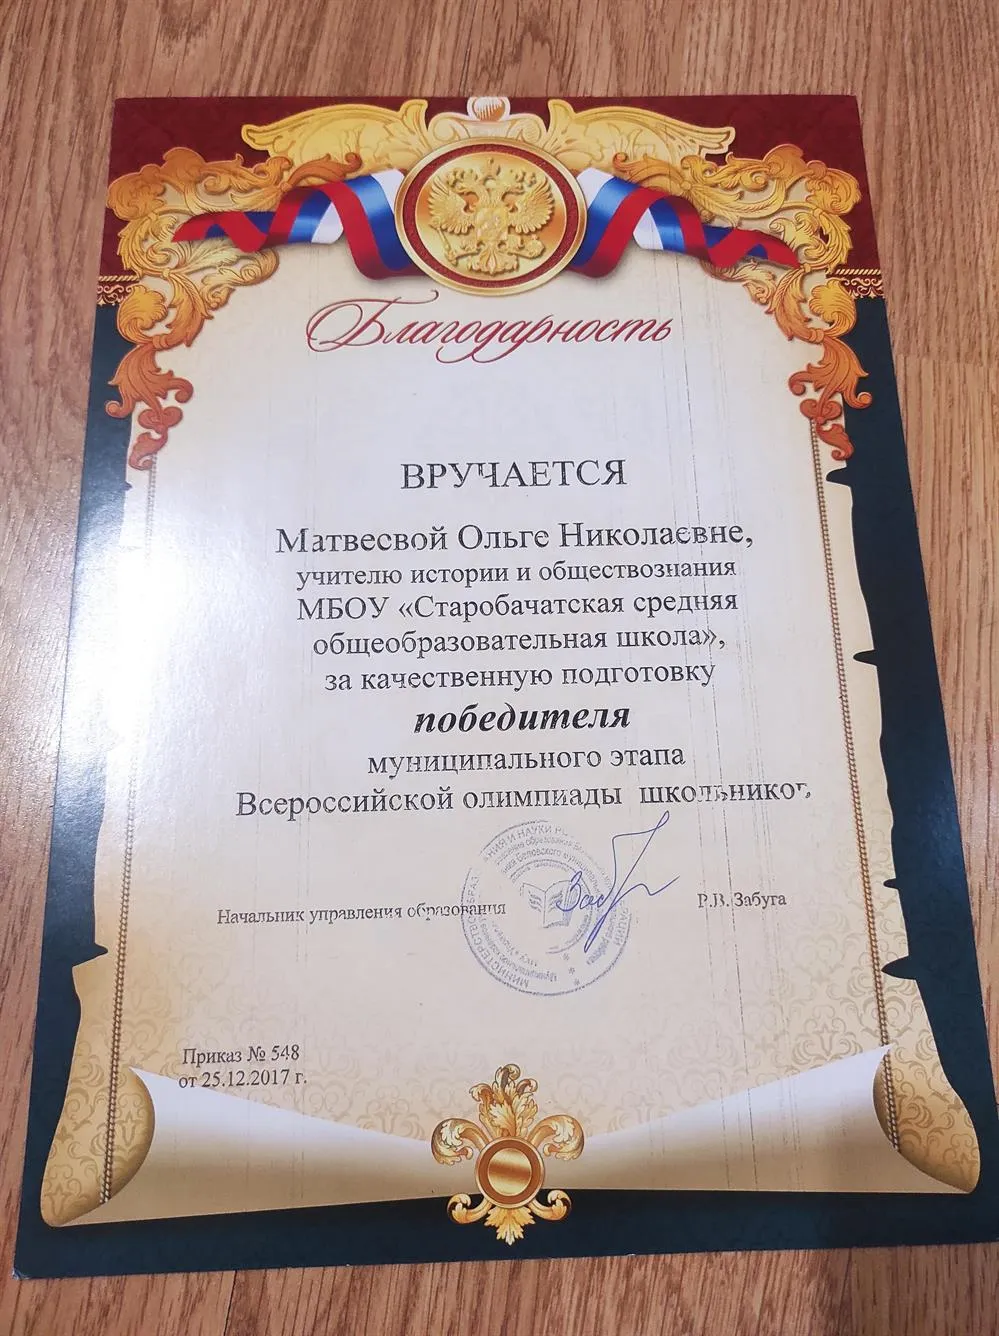 Благодарность
ВРУЧАЕТСЯ
Матвеевой Ольге Николаевне,
учителю истории и обществознания
МБОУ «Старобачатская средняя
общеобразовательная школа»,
за качественную подготовку
победителя
муниципального этапа
Всероссийской олимпиады школьников
Начальник управления образования
Р.В. Забуга
Приказ № 548
от 25.12.2017 г.